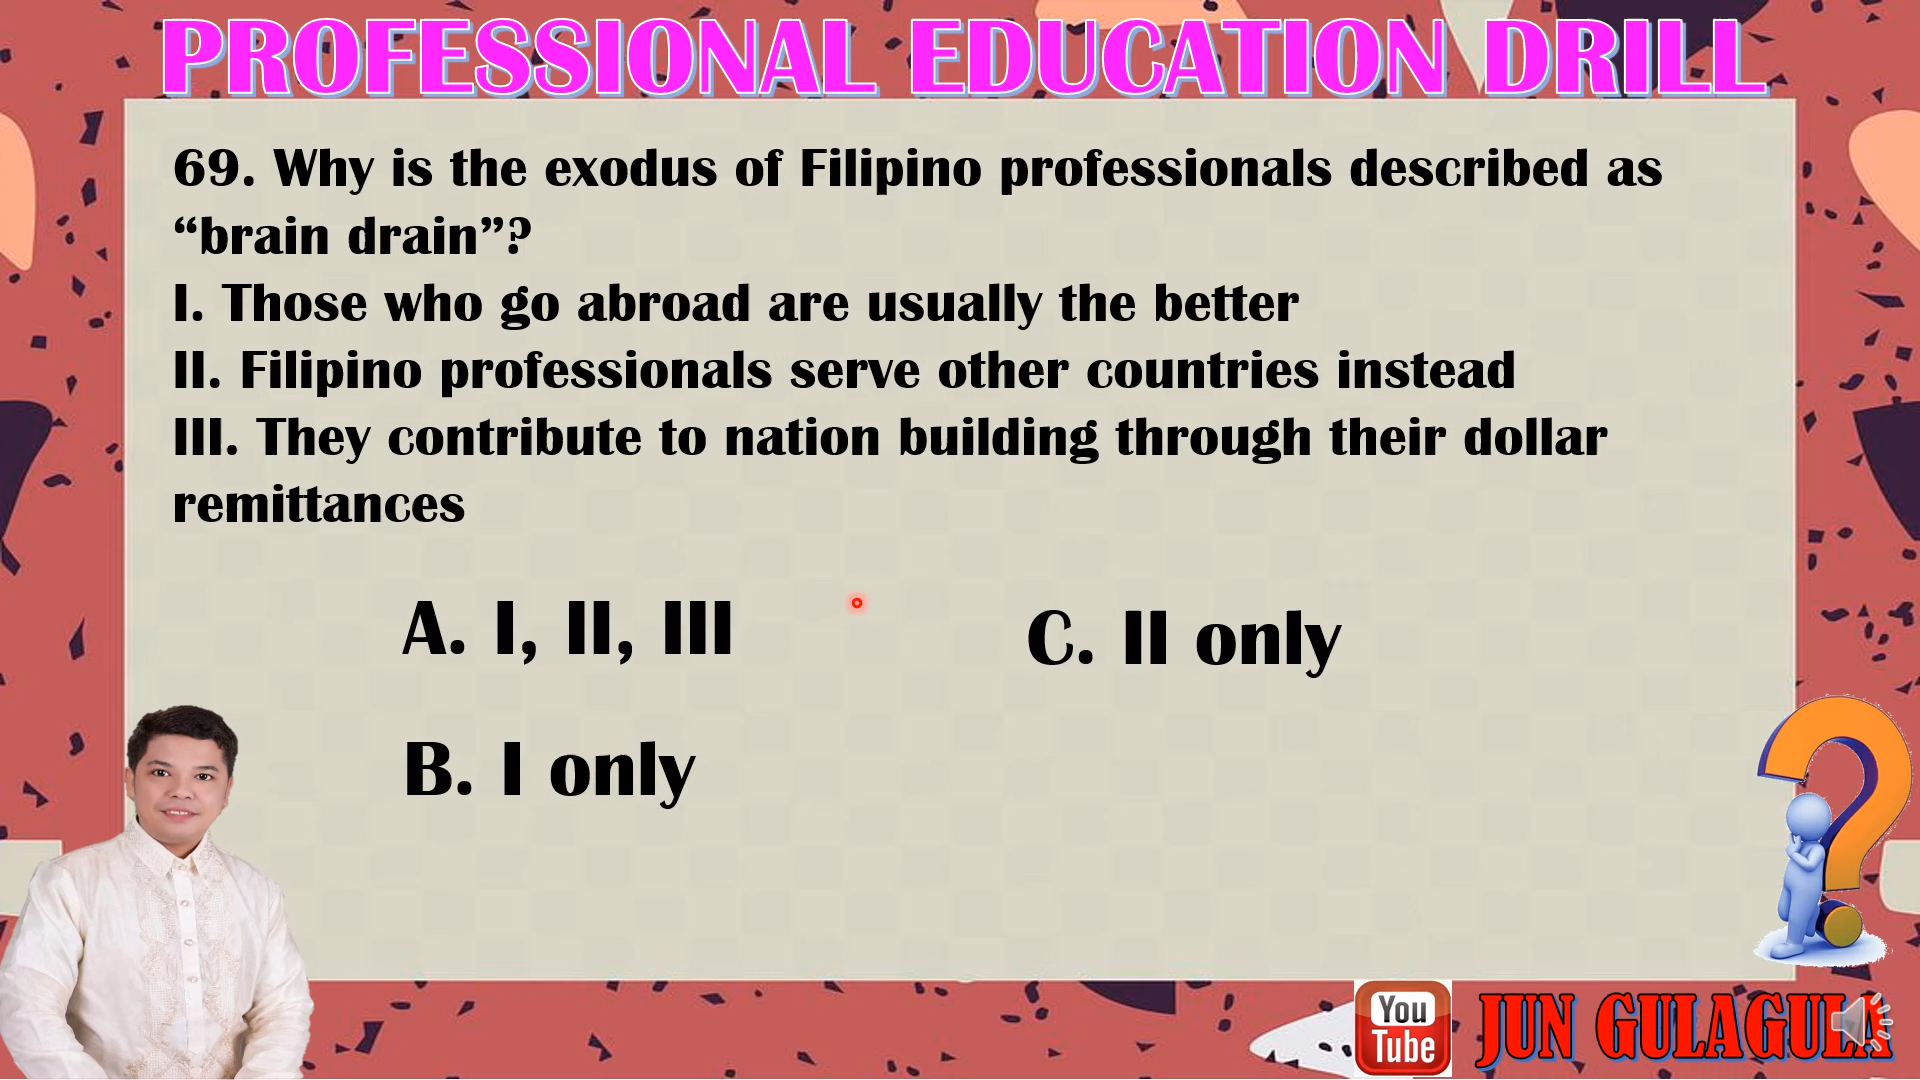 PROFESSIONAL EDUCATION DRILL
69. Why is the exodus of Filipino professionals described as
“brain drain”?
I. Those who go abroad are usually the better
II. Filipino professionals serve other countries instead
III. They contribute to nation building through their dollar
remittances
A. I, II, III
C. II only
B. I only
You
Tube
JUN GULAGULA